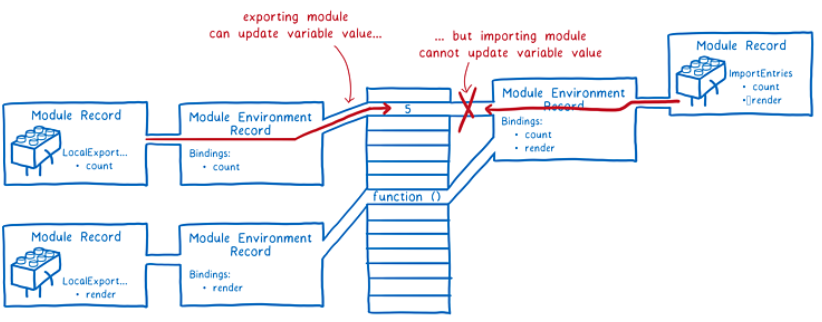 exporting module
can update variable value...
... but importing module
cannot update variable value
Module Record
ImportEntries
• count
•▯render
Module Environment
Record
Bindings:
• count
• render
5
function ()
Module Record
LocalExport...
• count
Module Environment
Record
Bindings:
• count
Module Record
LocalExport...
• render
Module Environment
Record
Bindings:
• render